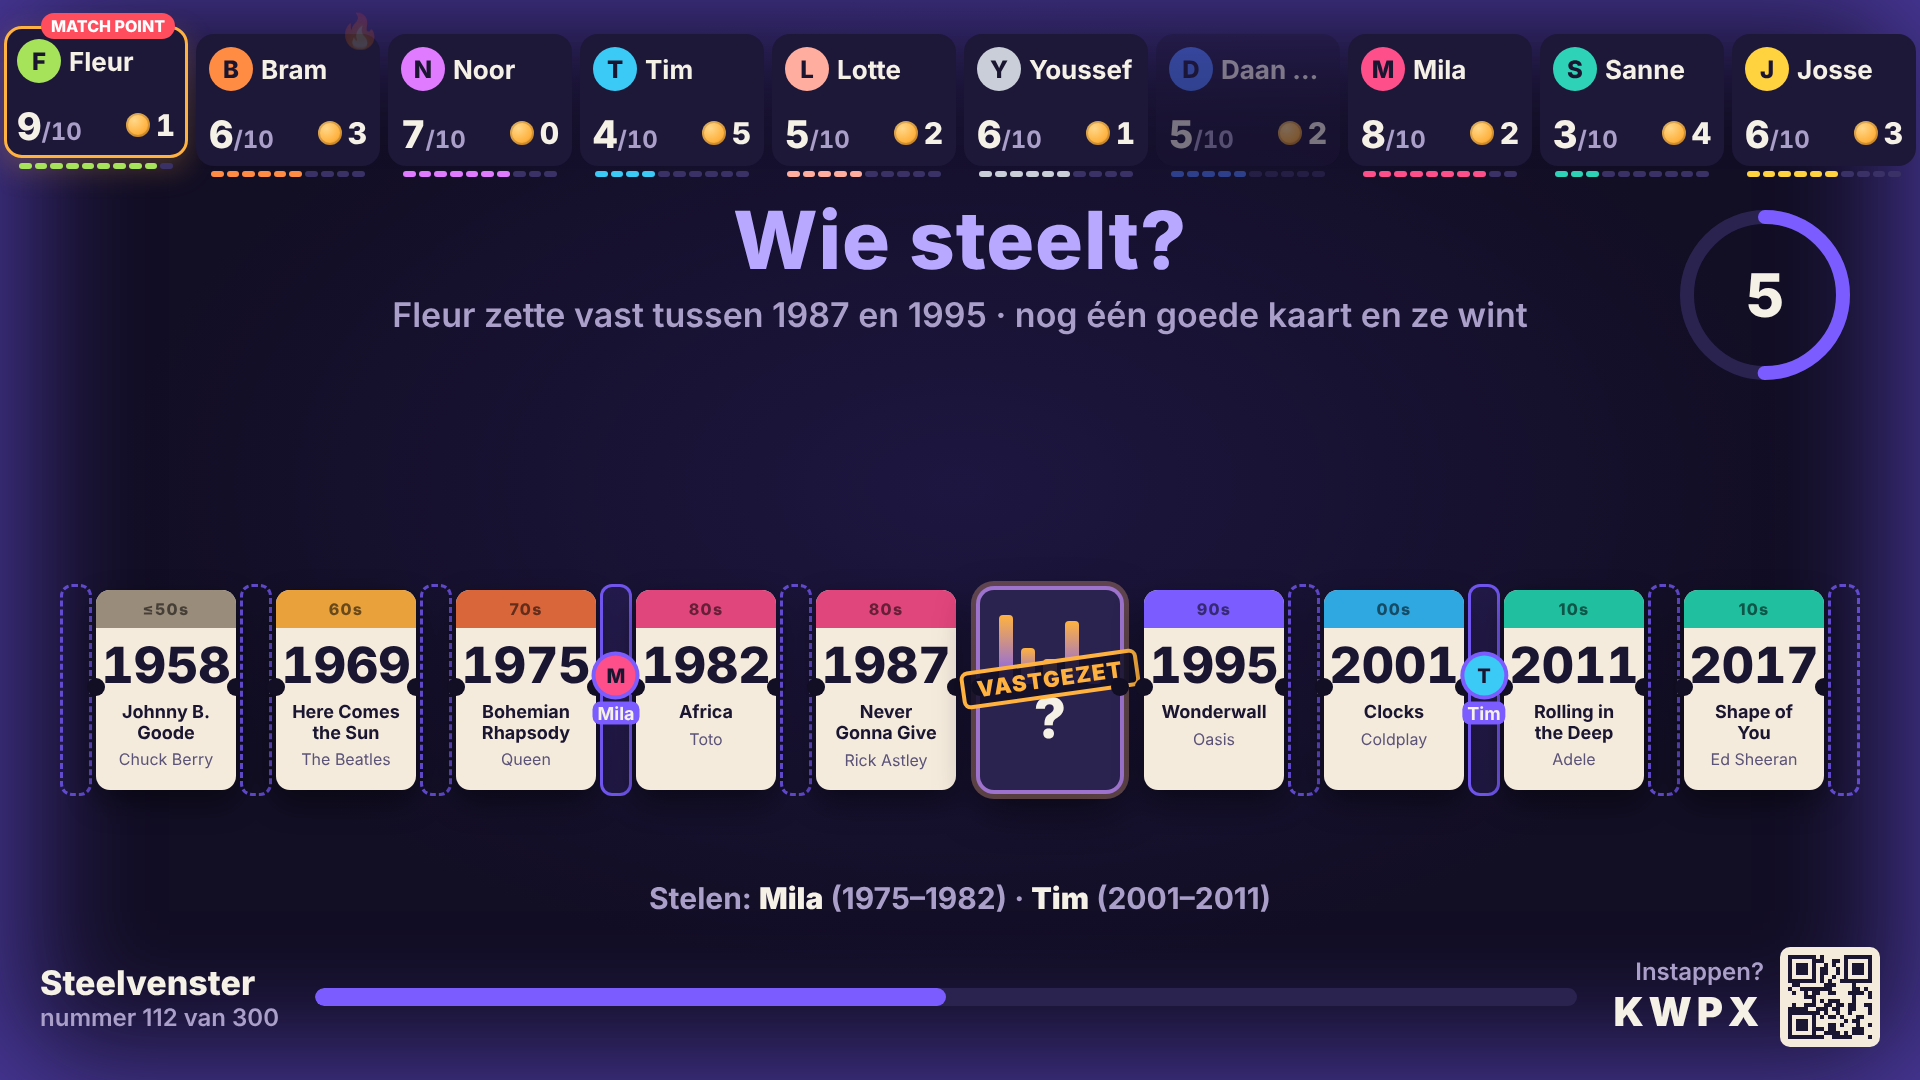 MATCH POINT
F Fleur
9/10 1
B Bram
6/10 3
N Noor
7/10 0
T Tim
4/10 5
L Lotte
5/10 2
Y Youssef
6/10 1
D Daan ...
5/10 2
M Mila
8/10 2
S Sanne
3/10 4
J Josse
6/10 3
Wie steelt?
Fleur zette vast tussen 1987 en 1995 · nog één goede kaart en ze wint
5
≤50s
1958
Johnny B.
Goode
Chuck Berry
60s
1969
Here Comes
the Sun
The Beatles
70s
1975
Bohemian
Rhapsody
Queen
M
Mila
80s
1982
Africa
Toto
80s
1987
Never
Gonna Give
Rick Astley
VASTGEZET
?
90s
1995
Wonderwall
Oasis
00s
2001
Clocks
Coldplay
T
Tim
10s
2011
Rolling in
the Deep
Adele
10s
2017
Shape of
You
Ed Sheeran
Stelen: Mila (1975–1982) · Tim (2001–2011)
Steelvenster
nummer 112 van 300
Instappen?
KWPX